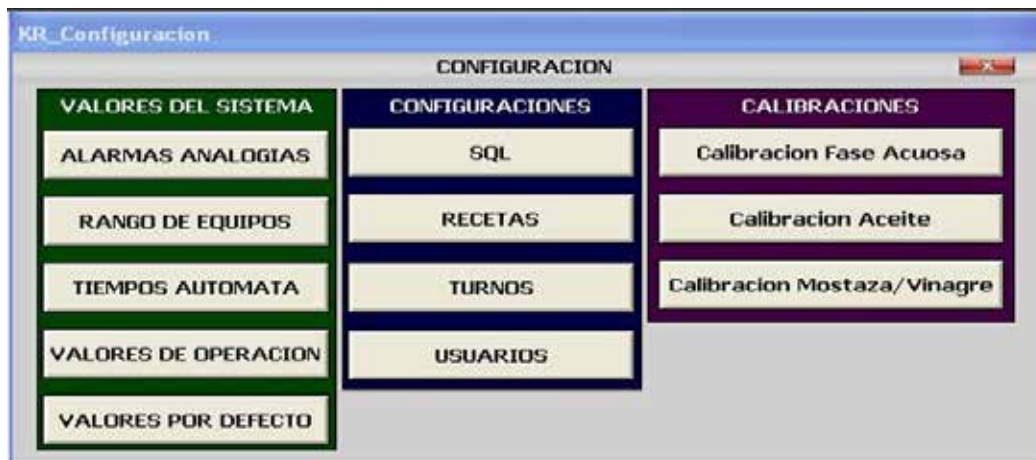 KR_Configuracion
CONFIGURACION
VALORES DEL SISTEMA
ALARMAS ANALOGIAS
RANGO DE EQUIPOS
TIEMPOS AUTOMATA
VALORES DE OPERACION
VALORES POR DEFECTO
CONFIGURACIONES
SQL
RECETAS
TURNOS
USUARIOS
CALIBRACIONES
Calibracion Fase Acuosa
Calibracion Aceite
Calibracion Mostaza/Vinagre